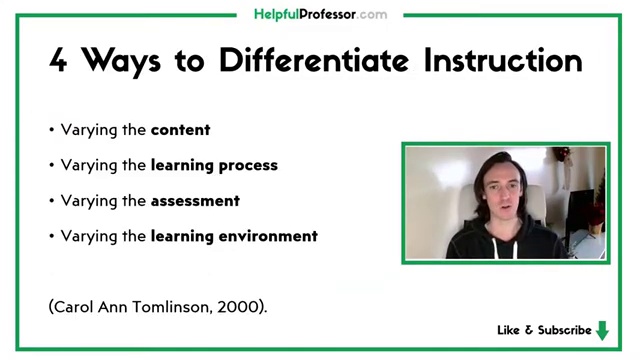 HelpfulProfessor.com
4 Ways to Differentiate Instruction
• Varying the content
• Varying the learning process
• Varying the assessment
• Varying the learning environment
(Carol Ann Tomlinson, 2000).
Like & Subscribe